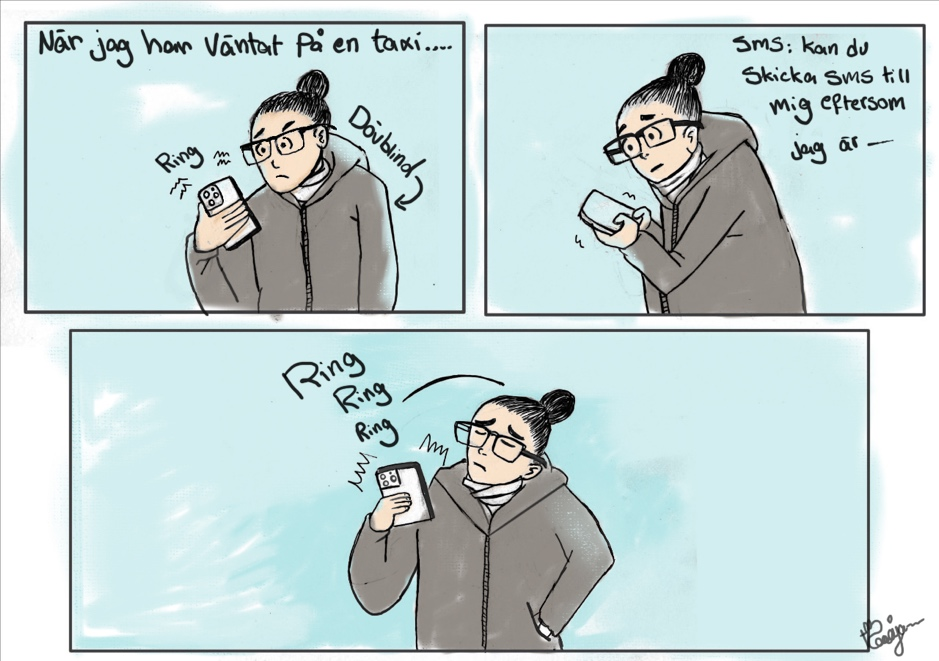 När jag har väntat på en taxi....
Ring
Dövblind
SMS: kan du
skicka sms till
mig eftersom
jag är —
Ring
Ring
Ring